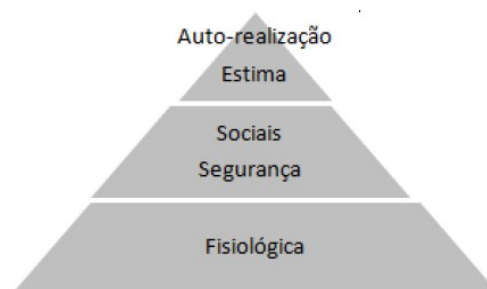 Auto-realização
Estima
Sociais
Segurança
Fisiológica